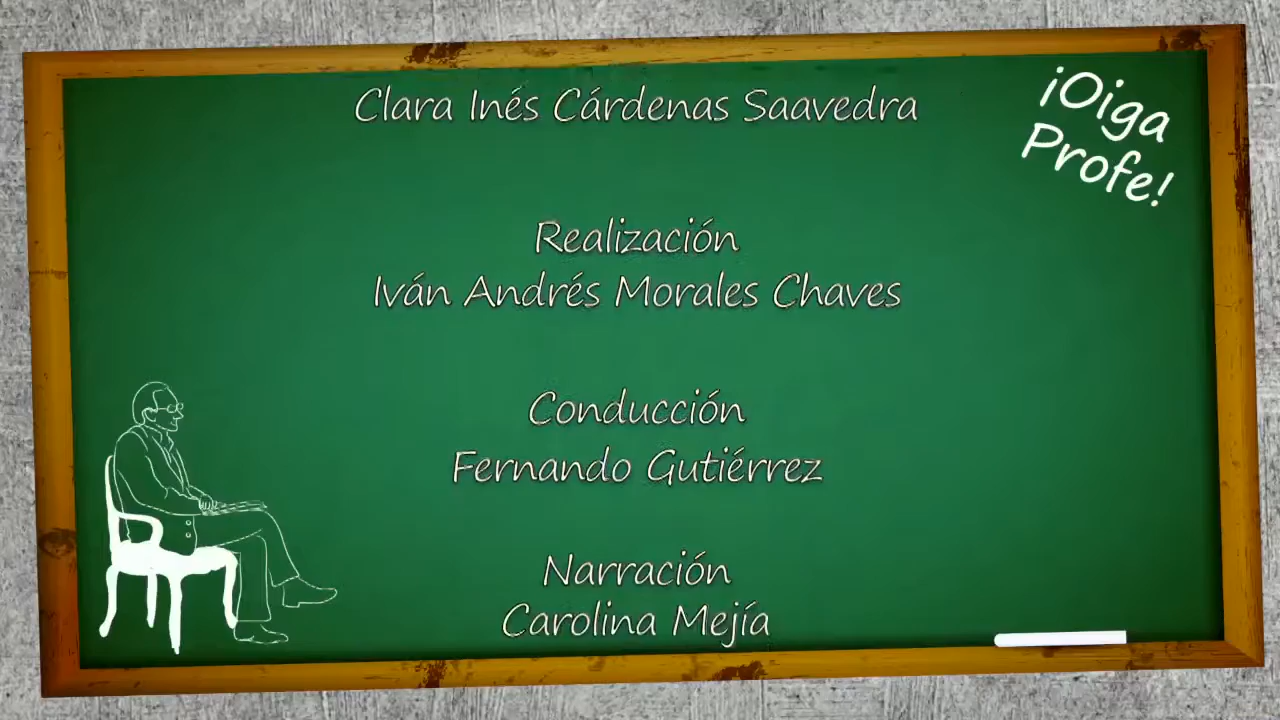 Clara Inés Cárdenas Saavedra
¡Oiga
Profe!
Realización
Iván Andrés Morales Chaves
Conducción
Fernando Gutiérrez
Narración
Carolina Mejía